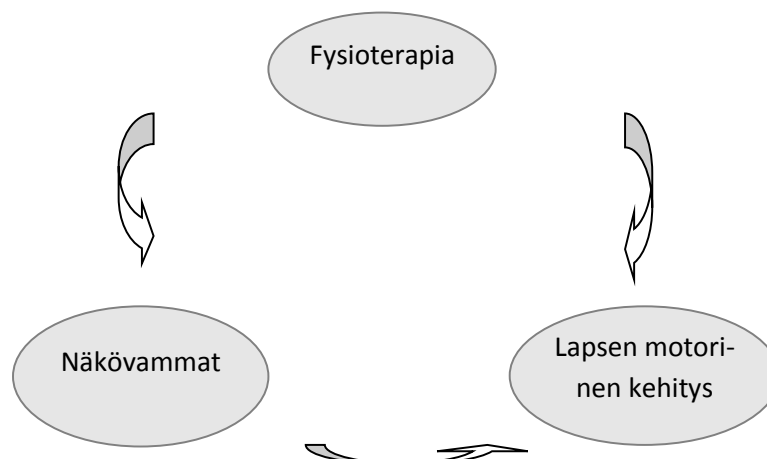 Fysioterapia
Näkövammat
Lapsen motori-
nen kehitys